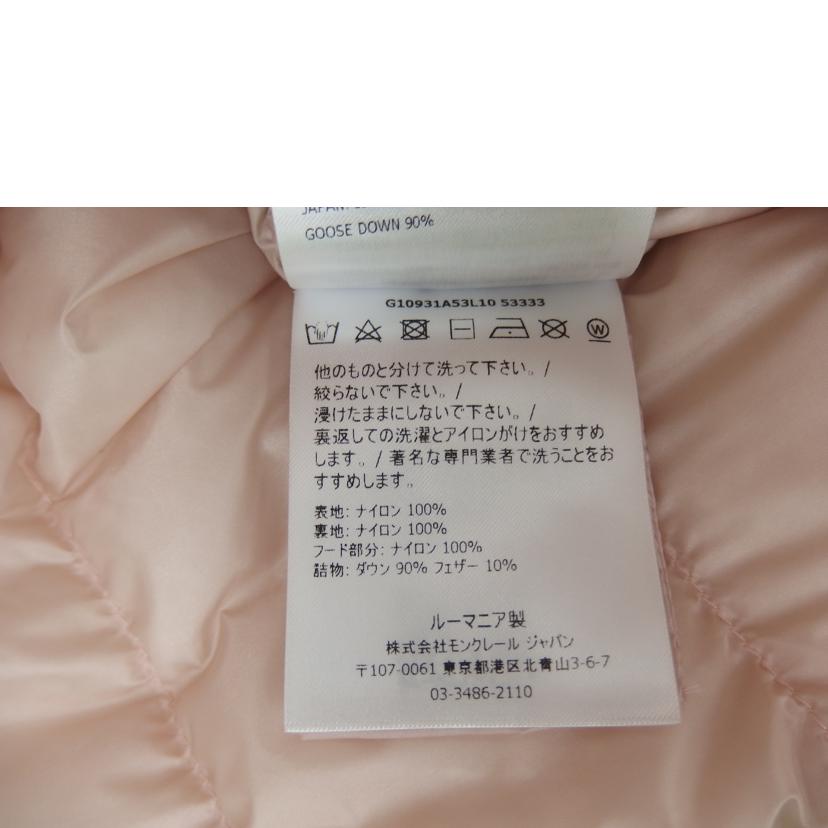 JAPAN:
GOOSE DOWN 90%
G10931A53L10 53333
他のものと分けて洗って下さい。/
絞らないで下さい。/
浸けたままにしないで下さい。/
裏返しての洗濯とアイロンがけをおすすめ
します。/ 著名な専門業者で洗うことをお
すすめします。
表地: ナイロン 100%
裏地: ナイロン 100%
フード部分: ナイロン 100%
詰物: ダウン 90% フェザー 10%
ルーマニア製
株式会社モンクレール ジャパン
〒107-0061 東京都港区北青山3-6-7
03-3486-2110